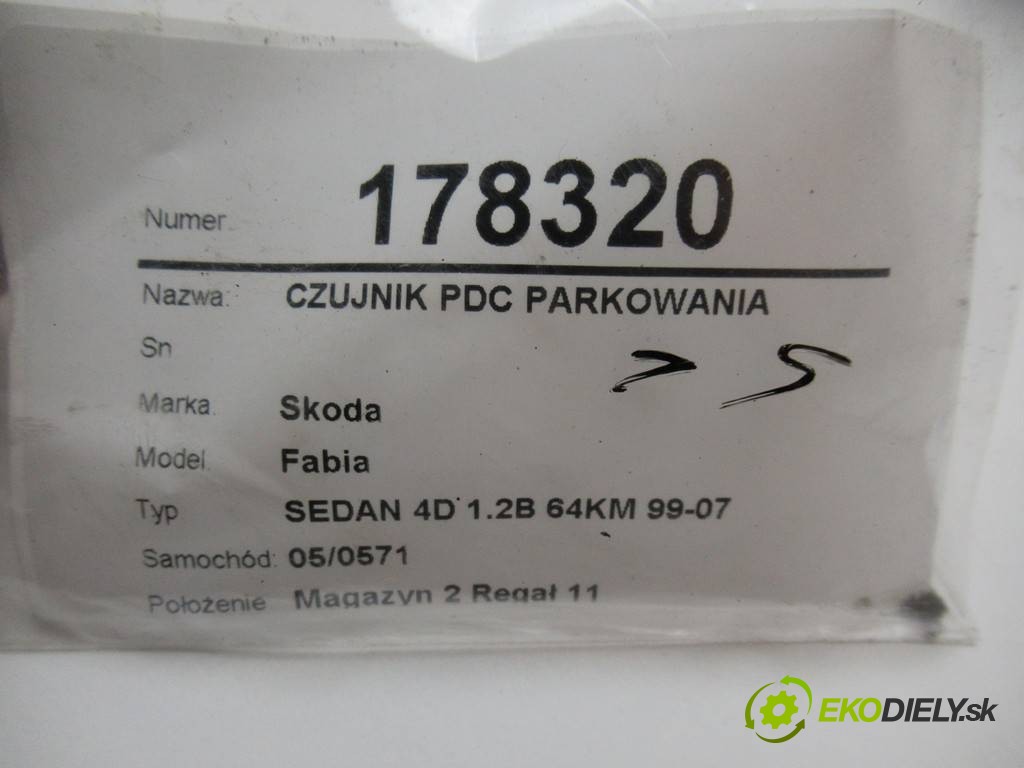 Numer. 178320
Nazwa: CZUJNIK PDC PARKOWANIA
Sn
Marka. Skoda
Model. Fabia
Typ SEDAN 4D 1.2B 64KM 99-07
Samochód: 05/0571
Położenie Magazyn 2 Regał 11
EKODIELY.sk